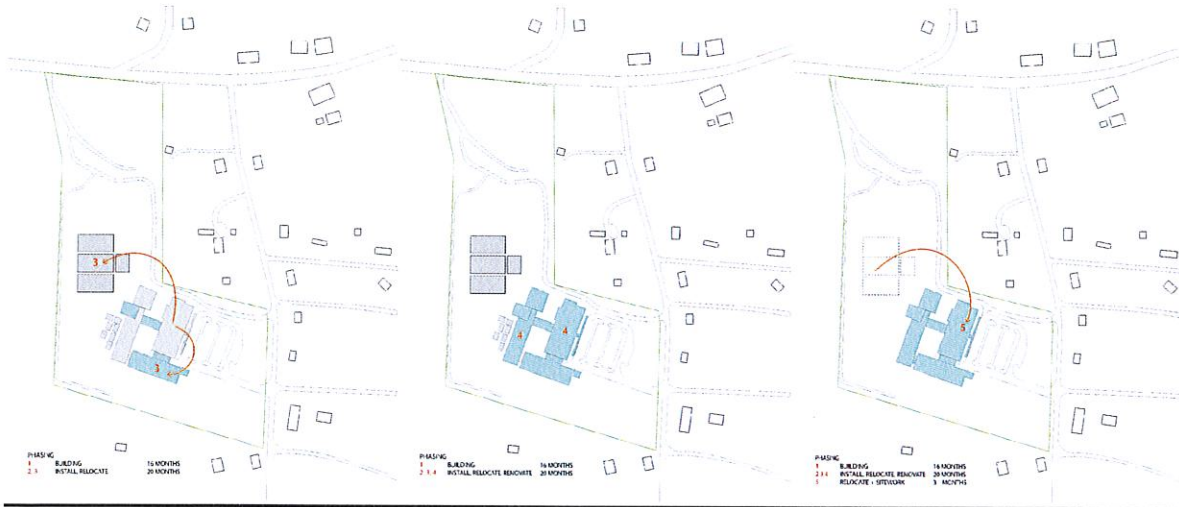 3
3
PHASING
1 BUILDING 16 MONTHS
2 3 INSTALL, RELOCATE 20 MONTHS
4
4
PHASING
1 BUILDING 16 MONTHS
2 3 4 INSTALL, RELOCATE, RENOVATE 20 MONTHS
5
PHASING
1 BUILDING 16 MONTHS
2 3 4 INSTALL, RELOCATE, RENOVATE 20 MONTHS
5 RELOCATE + SITEWORK 3 MONTHS